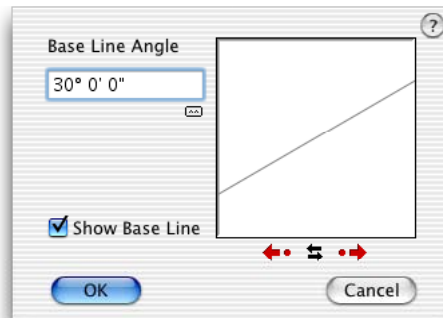 ?
Base Line Angle
30° 0' 0"
Show Base Line
OK
Cancel